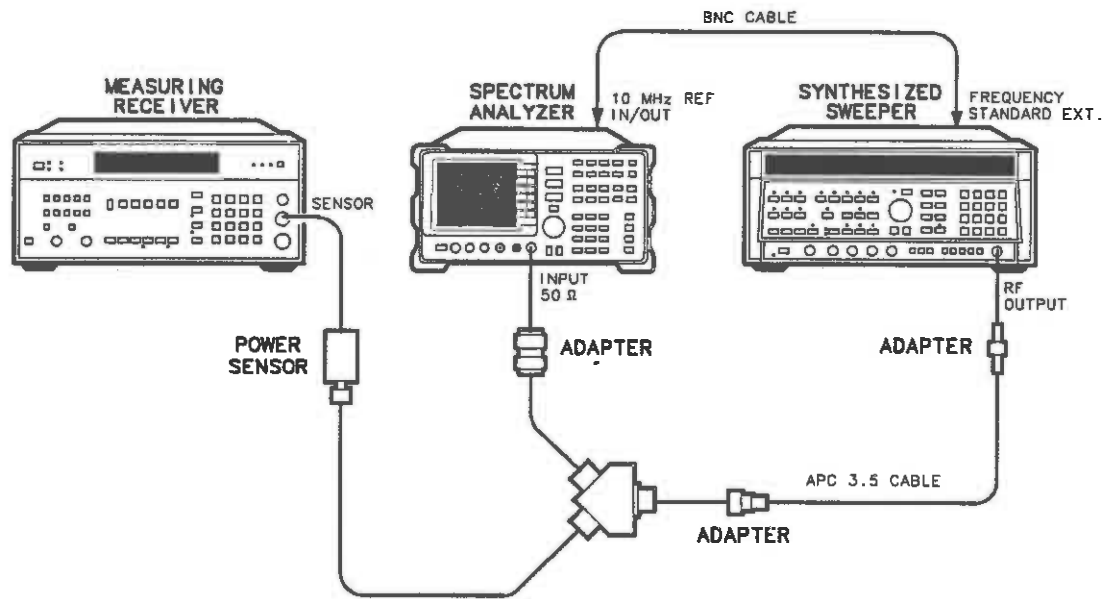 BNC CABLE
MEASURING
RECEIVER
SPECTRUM
ANALYZER
10 MHz REF
IN/OUT
SYNTHESIZED
SWEEPER
FREQUENCY
STANDARD EXT.
SENSOR
INPUT
50 Ω
RF
OUTPUT
POWER
SENSOR
ADAPTER
ADAPTER
APC 3.5 CABLE
ADAPTER